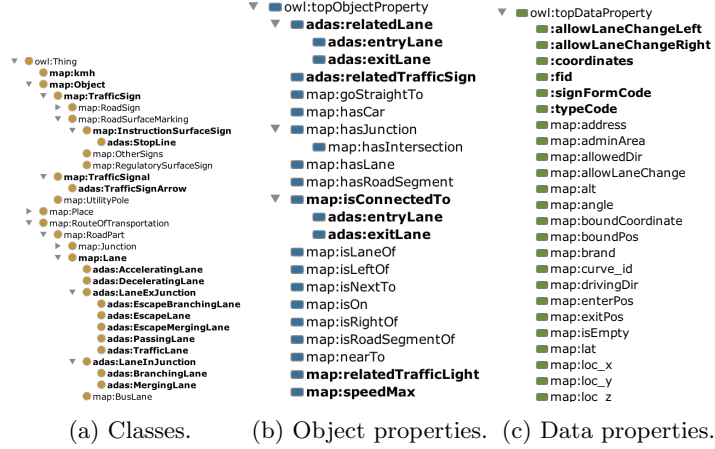 owl:Thing
map:kmh
map:Object
map:TrafficSign
map:RoadSign
map:RoadSurfaceMarking
map:InstructionSurfaceSign
adas:StopLine
map:OtherSigns
map:RegulatorySurfaceSign
map:TrafficSignal
adas:TrafficSignArrow
map:UtilityPole
map:Place
map:RouteOfTransportation
map:RoadPart
map:Junction
map:Lane
adas:AcceleratingLane
adas:DeceleratingLane
adas:LaneExJunction
adas:EscapeBranchingLane
adas:EscapeLane
adas:EscapeMergingLane
adas:PassingLane
adas:TrafficLane
adas:LaneInJunction
adas:BranchingLane
adas:MergingLane
map:BusLane
(a) Classes.
owl:topObjectProperty
adas:relatedLane
adas:entryLane
adas:exitLane
adas:relatedTrafficSign
map:goStraightTo
map:hasCar
map:hasJunction
map:hasIntersection
map:hasLane
map:hasRoadSegment
map:isConnectedTo
adas:entryLane
adas:exitLane
map:isLaneOf
map:isLeftOf
map:isNextTo
map:isOn
map:isRightOf
map:isRoadSegmentOf
map:nearTo
map:relatedTrafficLight
map:speedMax
(b) Object properties.
owl:topDataProperty
:allowLaneChangeLeft
:allowLaneChangeRight
:coordinates
:fid
:signFormCode
:typeCode
map:address
map:adminArea
map:allowedDir
map:allowLaneChange
map:alt
map:angle
map:boundCoordinate
map:boundPos
map:brand
map:curve_id
map:drivingDir
map:enterPos
map:exitPos
map:isEmpty
map:lat
map:loc_x
map:loc_y
map:loc_z
(c) Data properties.